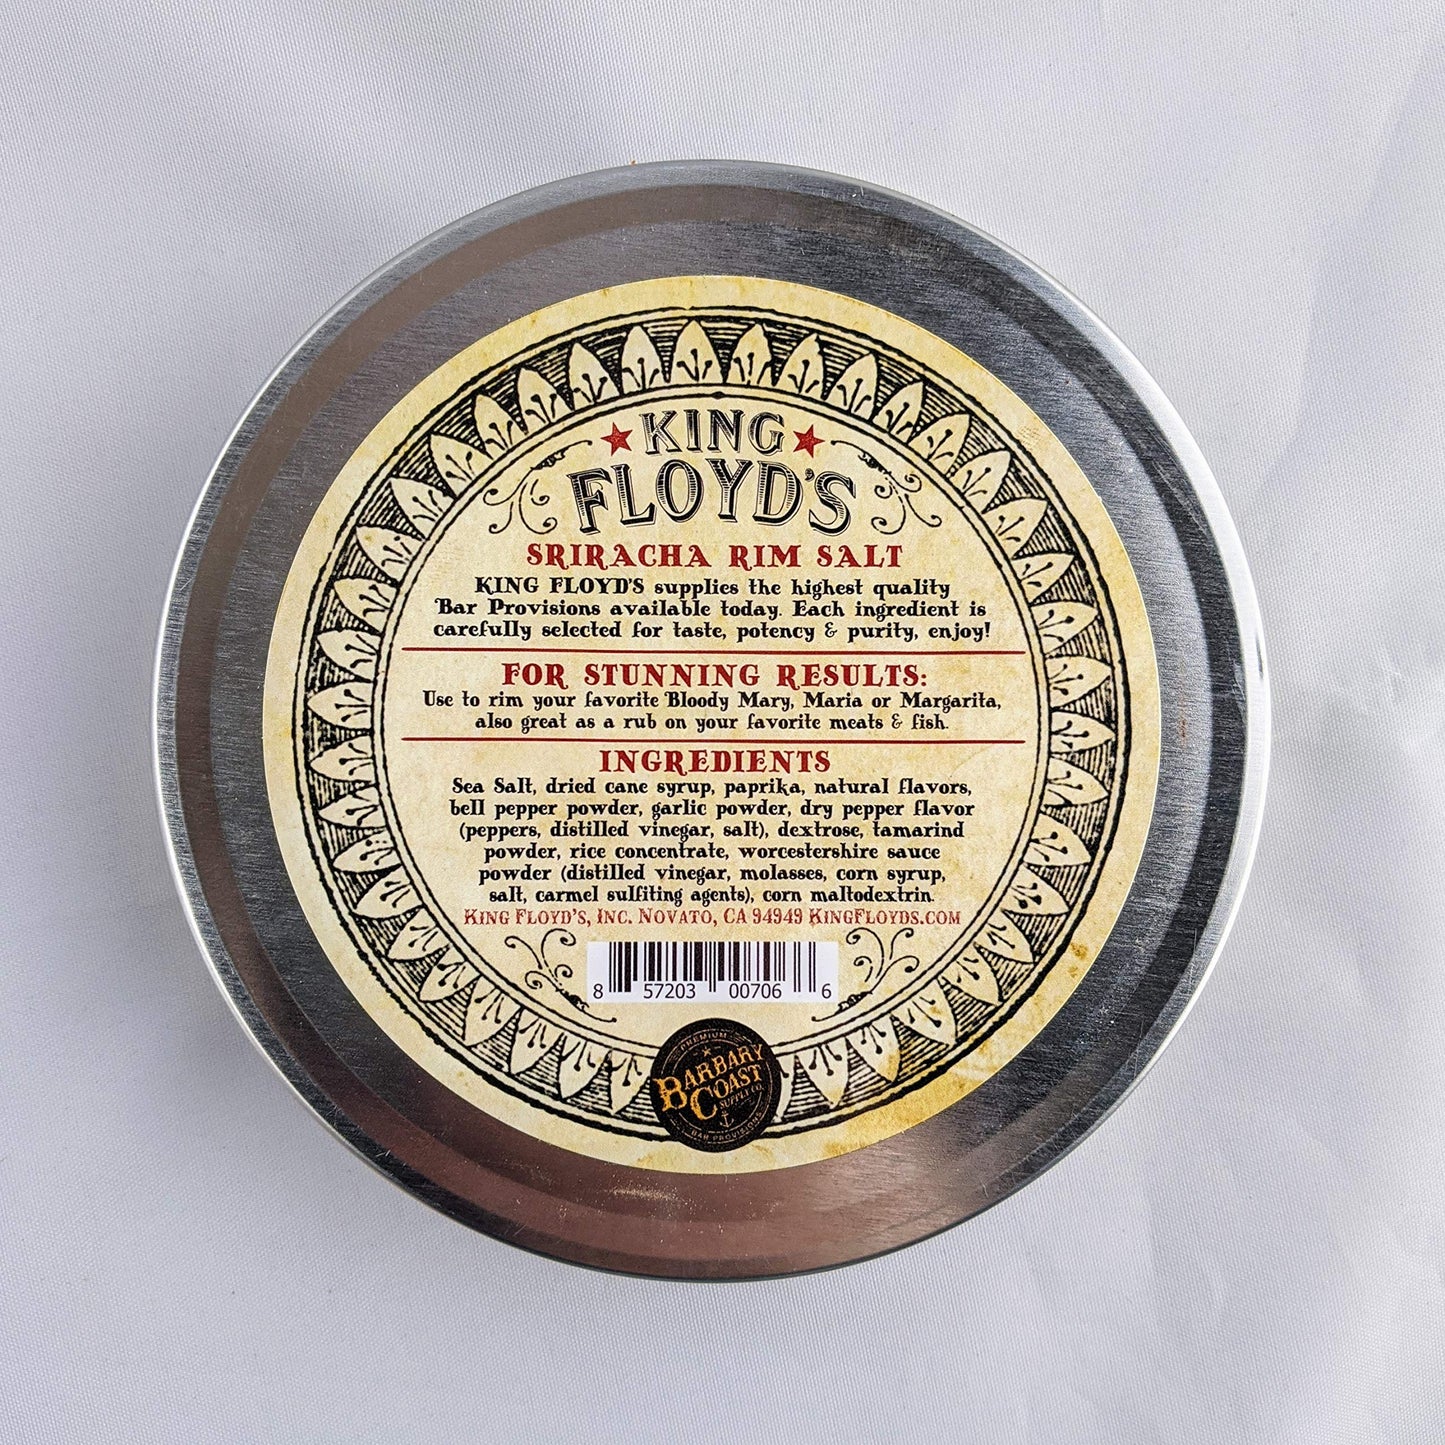 KING
FLOYD'S
SRIRACHA RIM SALT
KING FLOYD'S supplies the highest quality
Bar Provisions available today. Each ingredient is
carefully selected for taste, potency & purity, enjoy!
FOR STUNNING RESULTS:
Use to rim your favorite Bloody Mary, Maria or Margarita,
also great as a rub on your favorite meats & fish.
INGREDIENTS
Sea Salt, dried cane syrup, paprika, natural flavors,
bell pepper powder, garlic powder, dry pepper flavor
(peppers, distilled vinegar, salt), dextrose, tamarind
powder, rice concentrate, worcestershire sauce
powder (distilled vinegar, molasses, corn syrup,
salt, carmel sulfiting agents), corn maltodextrin.
KING FLOYD'S, INC. NOVATO, CA 94949 KINGFLOYDS.COM
8 57203 00706 6
PREMIUM
BARBARY
COAST
SUPPLY CO.
BAR PROVISIONS